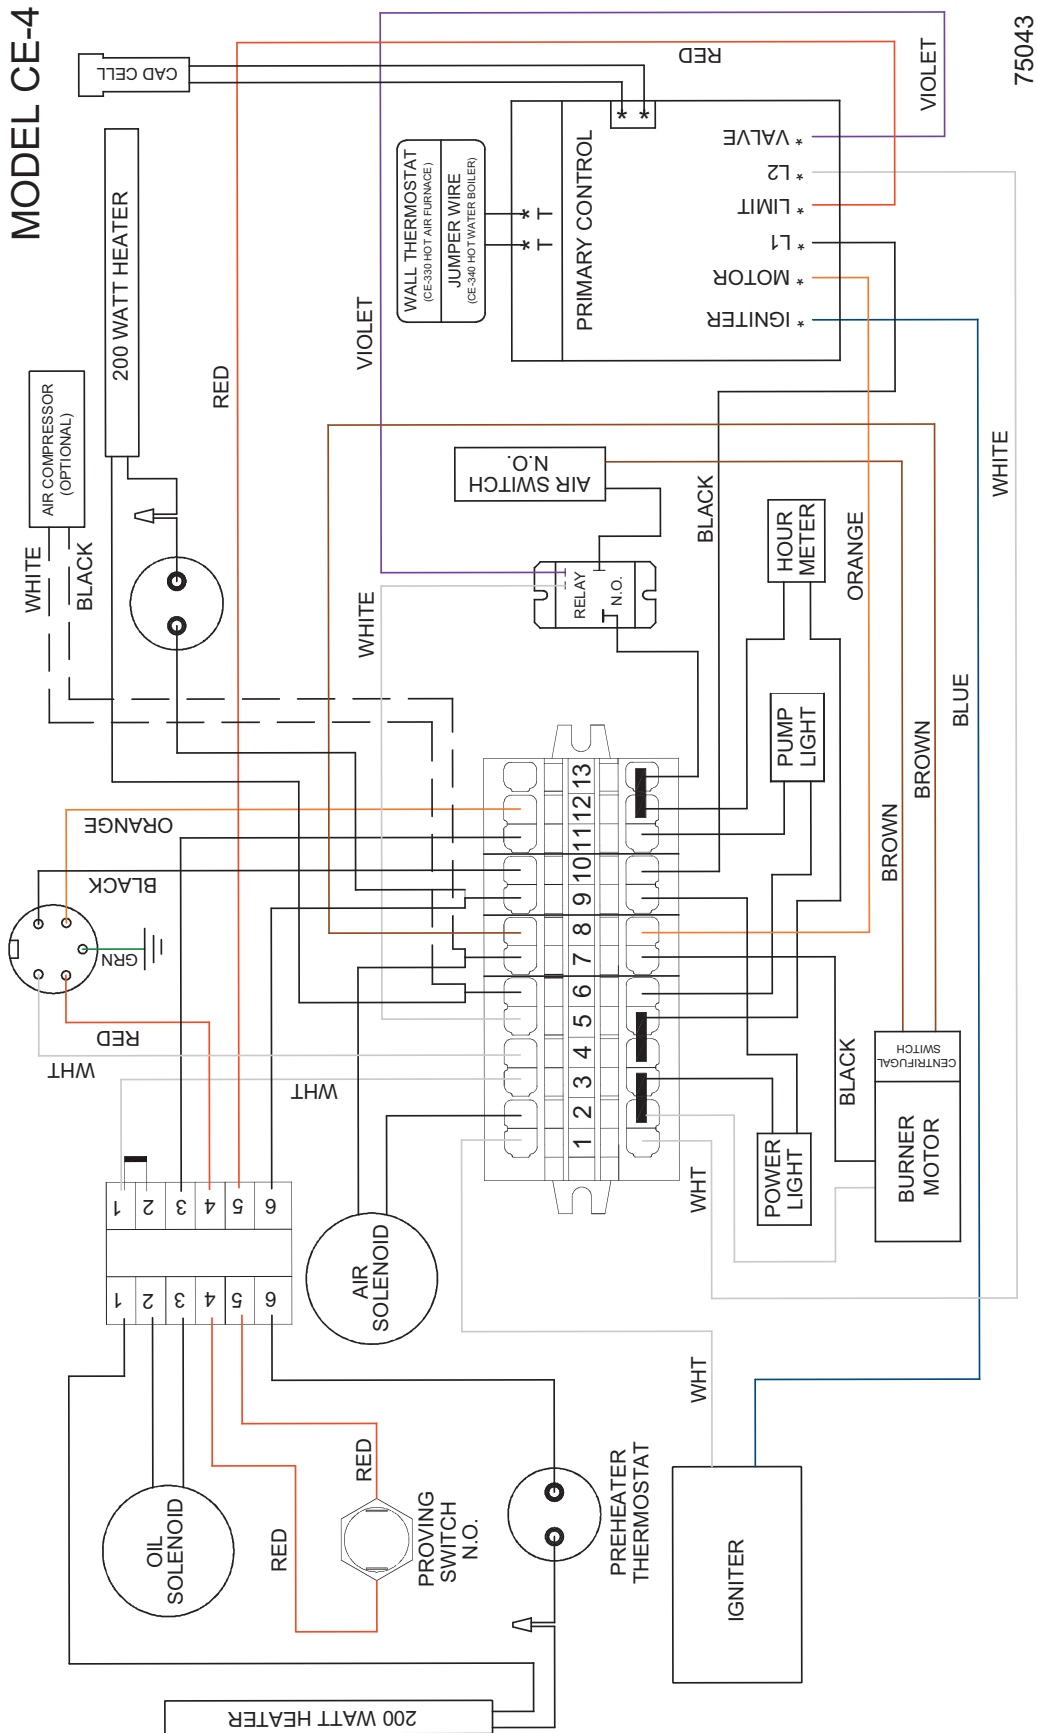 MODEL CE-4
75043
CAD CELL
200 WATT HEATER
AIR COMPRESSOR
(OPTIONAL)
WHITE
BLACK
RED
VIOLET
RED
VIOLET
WALL THERMOSTAT
(CE-330 HOT AIR FURNACE)
JUMPER WIRE
(CE-340 HOT WATER BOILER)
PRIMARY CONTROL
* *
* T
* T
* VALVE
* L2
* LIMIT
* L1
* MOTOR
* IGNITER
AIR SWITCH
N.O.
RELAY
N.O.
WHITE
BLACK
HOUR
METER
ORANGE
WHITE
PUMP
LIGHT
BLUE
BROWN
BROWN
ORANGE
BLACK
GRN
RED
WHT
WHT
1 2 3 4 5 6 7 8 9 10 11 12 13
1 2 3 4 5 6
1 2 3 4 5 6
AIR
SOLENOID
OIL
SOLENOID
POWER
LIGHT
BLACK
CENTRIFUGAL
SWITCH
BURNER
MOTOR
WHT
WHT
RED
RED
PROVING
SWITCH
N.O.
PREHEATER
THERMOSTAT
IGNITER
200 WATT HEATER